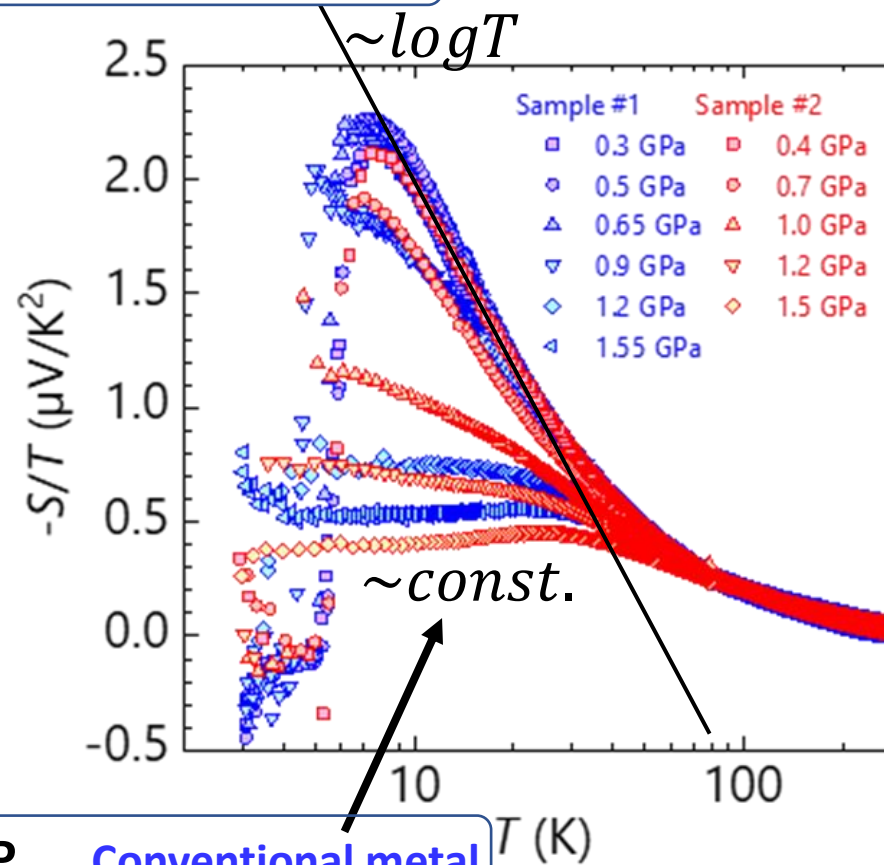 ~logT
2.5
2.0
1.5
1.0
0.5
0.0
-0.5
-S/T (μV/K²)
Sample #1 Sample #2
0.3 GPa 0.4 GPa
0.5 GPa 0.7 GPa
0.65 GPa 1.0 GPa
0.9 GPa 1.2 GPa
12 GPa 1.5 GPa
1.55 GPa
~const.
10 100
T (K)
P Conventional metal